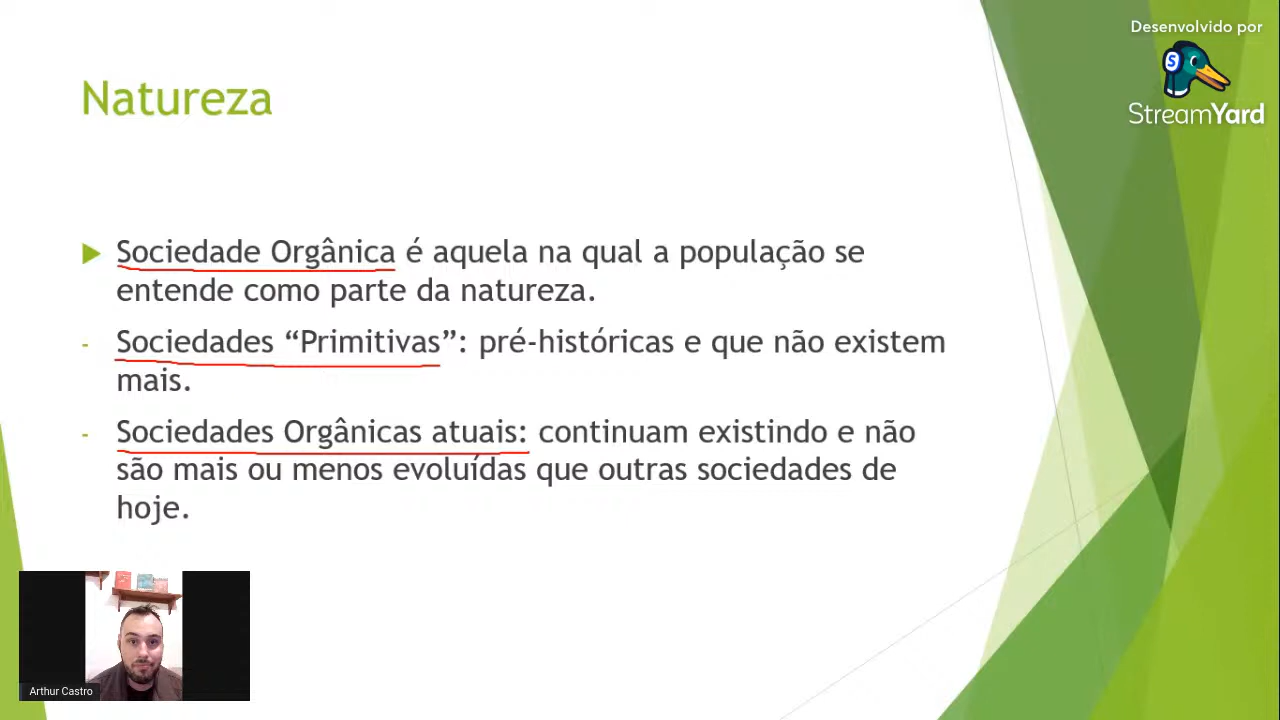 Desenvolvido por
StreamYard
Natureza
Sociedade Orgânica é aquela na qual a população se
entende como parte da natureza.
- Sociedades “Primitivas”: pré-históricas e que não existem
mais.
- Sociedades Orgânicas atuais: continuam existindo e não
são mais ou menos evoluídas que outras sociedades de
hoje.
Arthur Castro